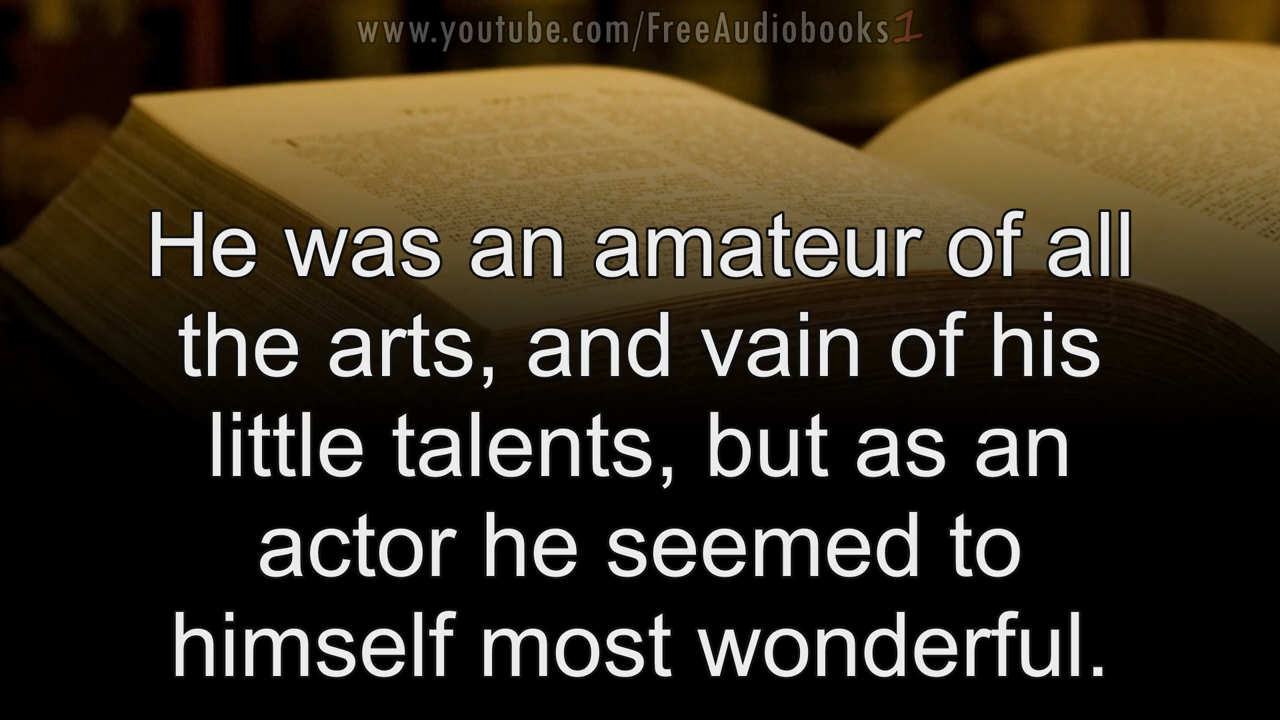 www.youtube.com/FreeAudiobooks1
He was an amateur of all
the arts, and vain of his
little talents, but as an
actor he seemed to
himself most wonderful.